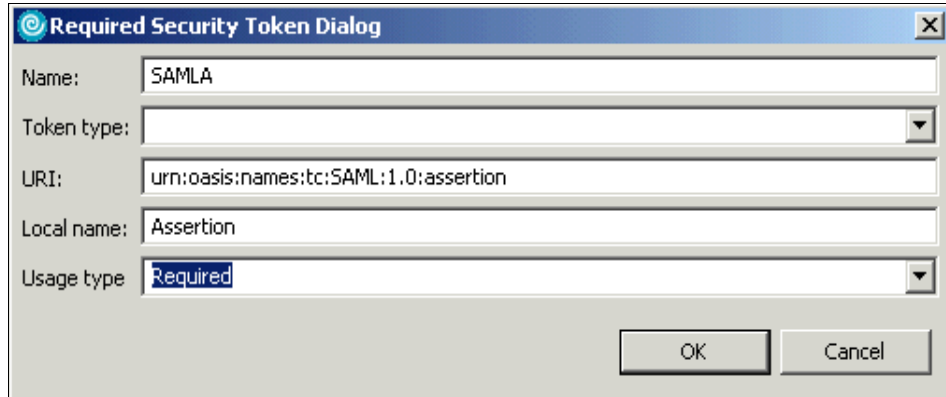 Required Security Token Dialog
Name: SAMLA
Token type:
URI: urn:oasis:names:tc:SAML:1.0:assertion
Local name: Assertion
Usage type Required
OK Cancel